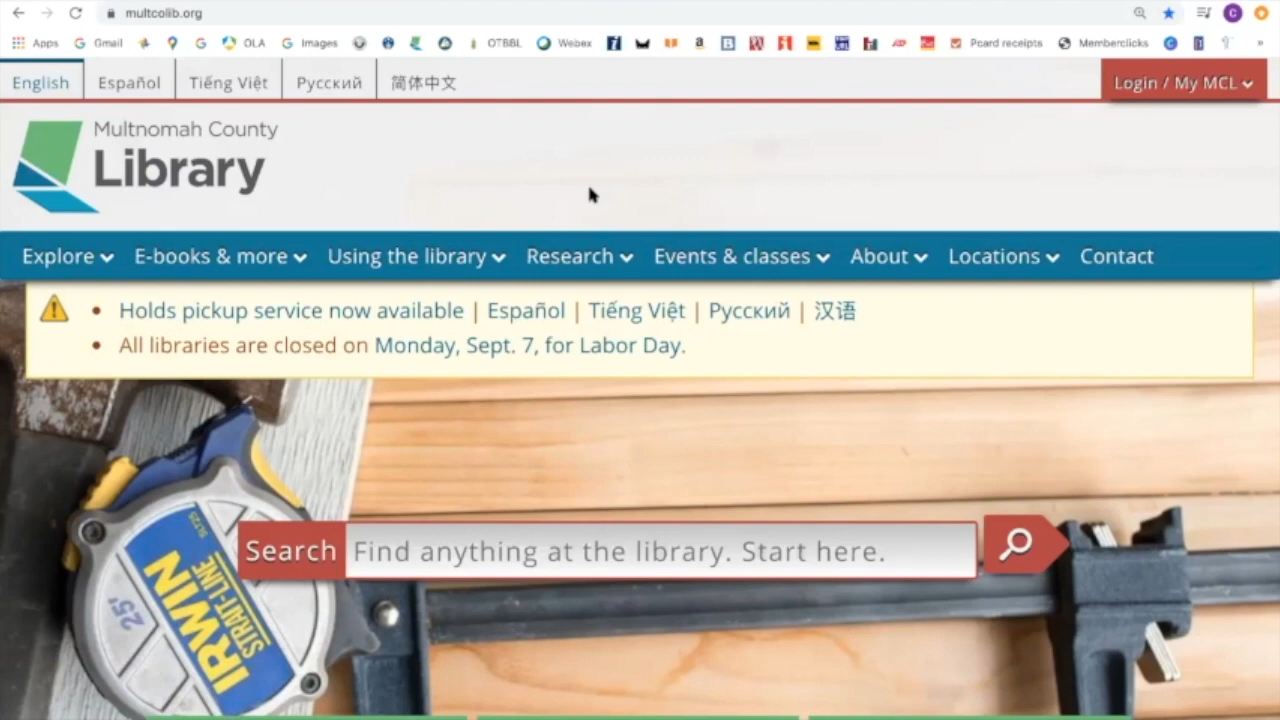 multcolib.org
C
Apps
Gmail
OLA
Images
OTBBL
Webex
Pcard receipts
Memberclicks
»
English
Español
Tiếng Việt
Русский
简体中文
Login / My MCL
Multnomah County
Library
Explore
E-books & more
Using the library
Research
Events & classes
About
Locations
Contact
• Holds pickup service now available | Español | Tiếng Việt | Русский | 汉语
• All libraries are closed on Monday, Sept. 7, for Labor Day.
Search
Find anything at the library. Start here.
IRWIN
STRAIT-LINE
25'